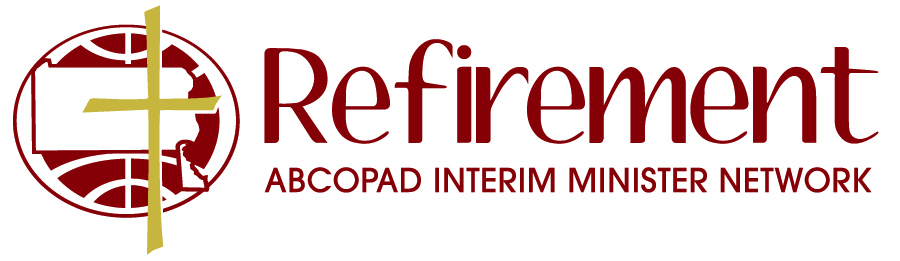 Refirement
ABCOPAD INTERIM MINISTER NETWORK